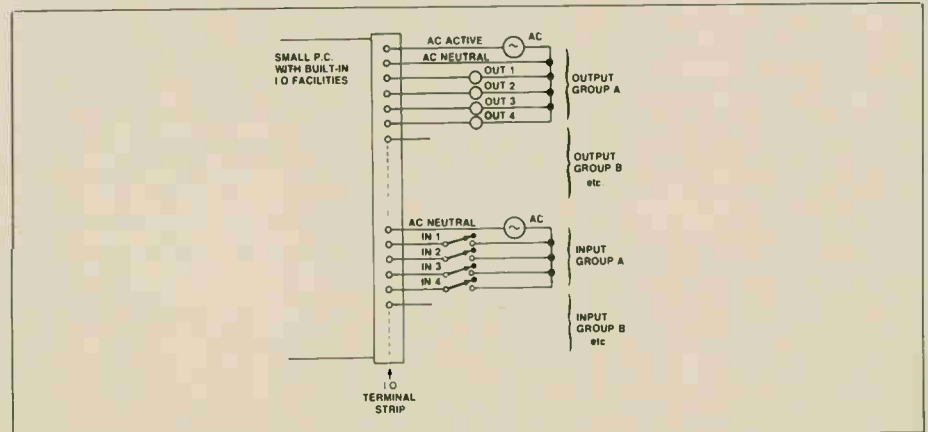 SMALL P.C.
WITH BUILT-IN
I O FACILITIES
AC ACTIVE
AC
AC NEUTRAL
OUT 1
OUT 2
OUT 3
OUT 4
OUTPUT
GROUP A
OUTPUT
GROUP B
etc.
AC NEUTRAL
AC
IN 1
IN 2
IN 3
IN 4
INPUT
GROUP A
INPUT
GROUP B
etc
I O
TERMINAL
STRIP